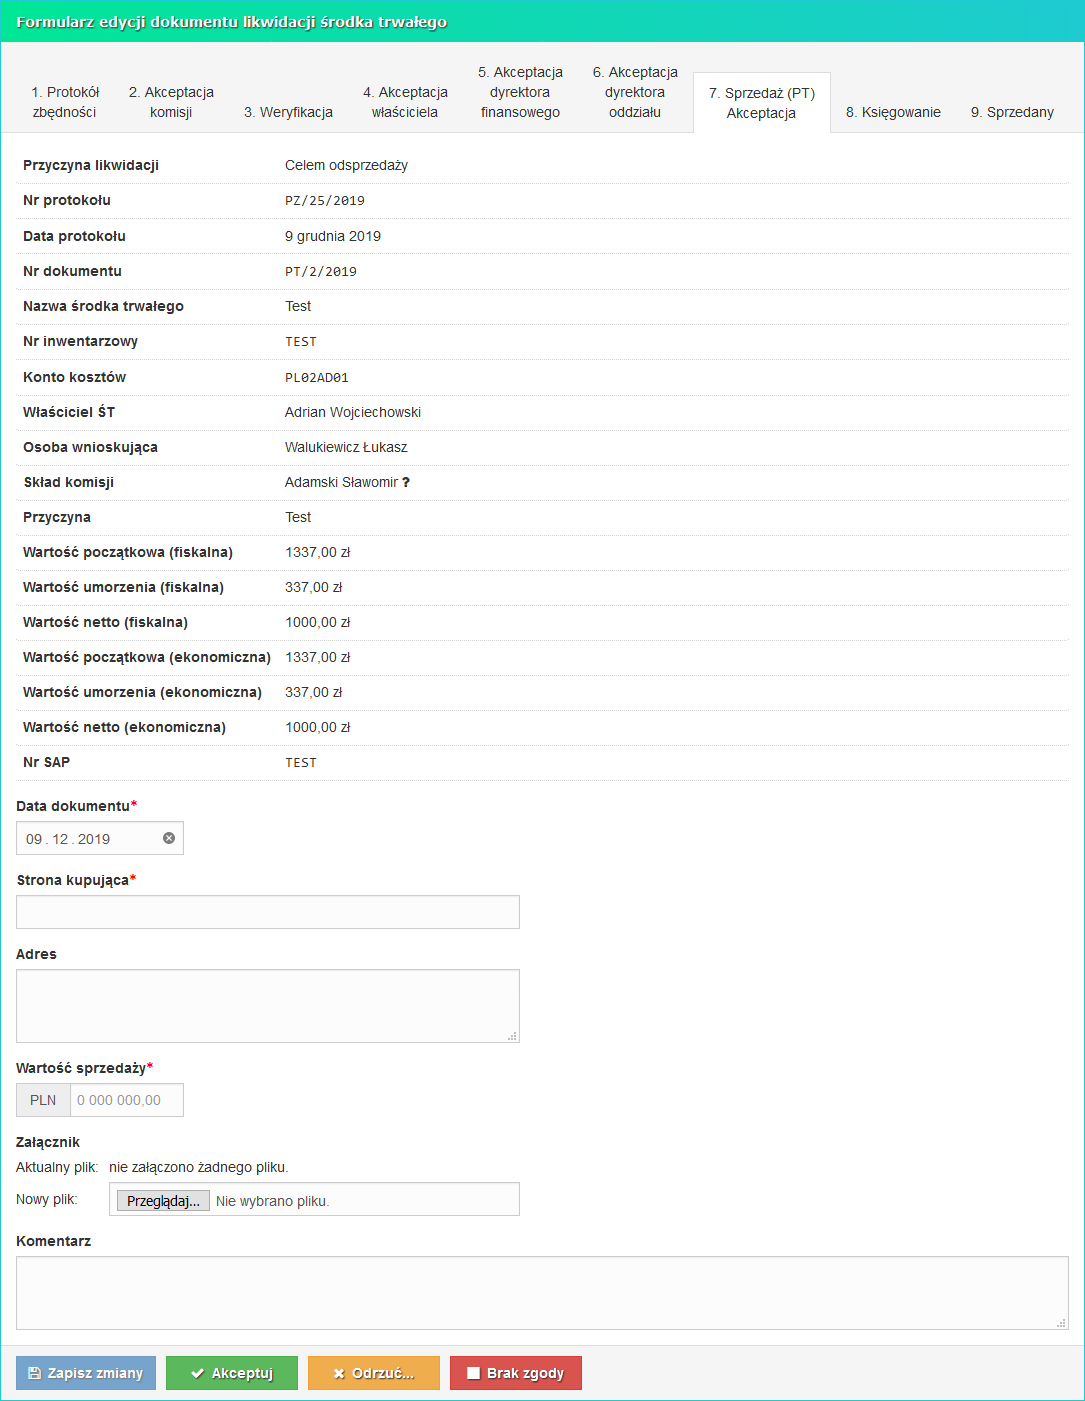 Formularz edycji dokumentu likwidacji środka trwałego
1. Protokół zbędności
2. Akceptacja komisji
3. Weryfikacja
4. Akceptacja właściciela
5. Akceptacja dyrektora finansowego
6. Akceptacja dyrektora oddziału
7. Sprzedaż (PT) Akceptacja
8. Księgowanie
9. Sprzedany
Przyczyna likwidacji Celem odsprzedaży
Nr protokołu PZ/25/2019
Data protokołu 9 grudnia 2019
Nr dokumentu PT/2/2019
Nazwa środka trwałego Test
Nr inwentarzowy TEST
Konto kosztów PL02AD01
Właściciel ŚT Adrian Wojciechowski
Osoba wnioskująca Walukiewicz Łukasz
Skład komisji Adamski Sławomir ?
Przyczyna Test
Wartość początkowa (fiskalna) 1337,00 zł
Wartość umorzenia (fiskalna) 337,00 zł
Wartość netto (fiskalna) 1000,00 zł
Wartość początkowa (ekonomiczna) 1337,00 zł
Wartość umorzenia (ekonomiczna) 337,00 zł
Wartość netto (ekonomiczna) 1000,00 zł
Nr SAP TEST
Data dokumentu*
09 . 12 . 2019
Strona kupująca*
Adres
Wartość sprzedaży*
PLN 0 000 000,00
Załącznik
Aktualny plik: nie załączono żadnego pliku.
Nowy plik: Przeglądaj... Nie wybrano pliku.
Komentarz
Zapisz zmiany Akceptuj Odrzuć... Brak zgody